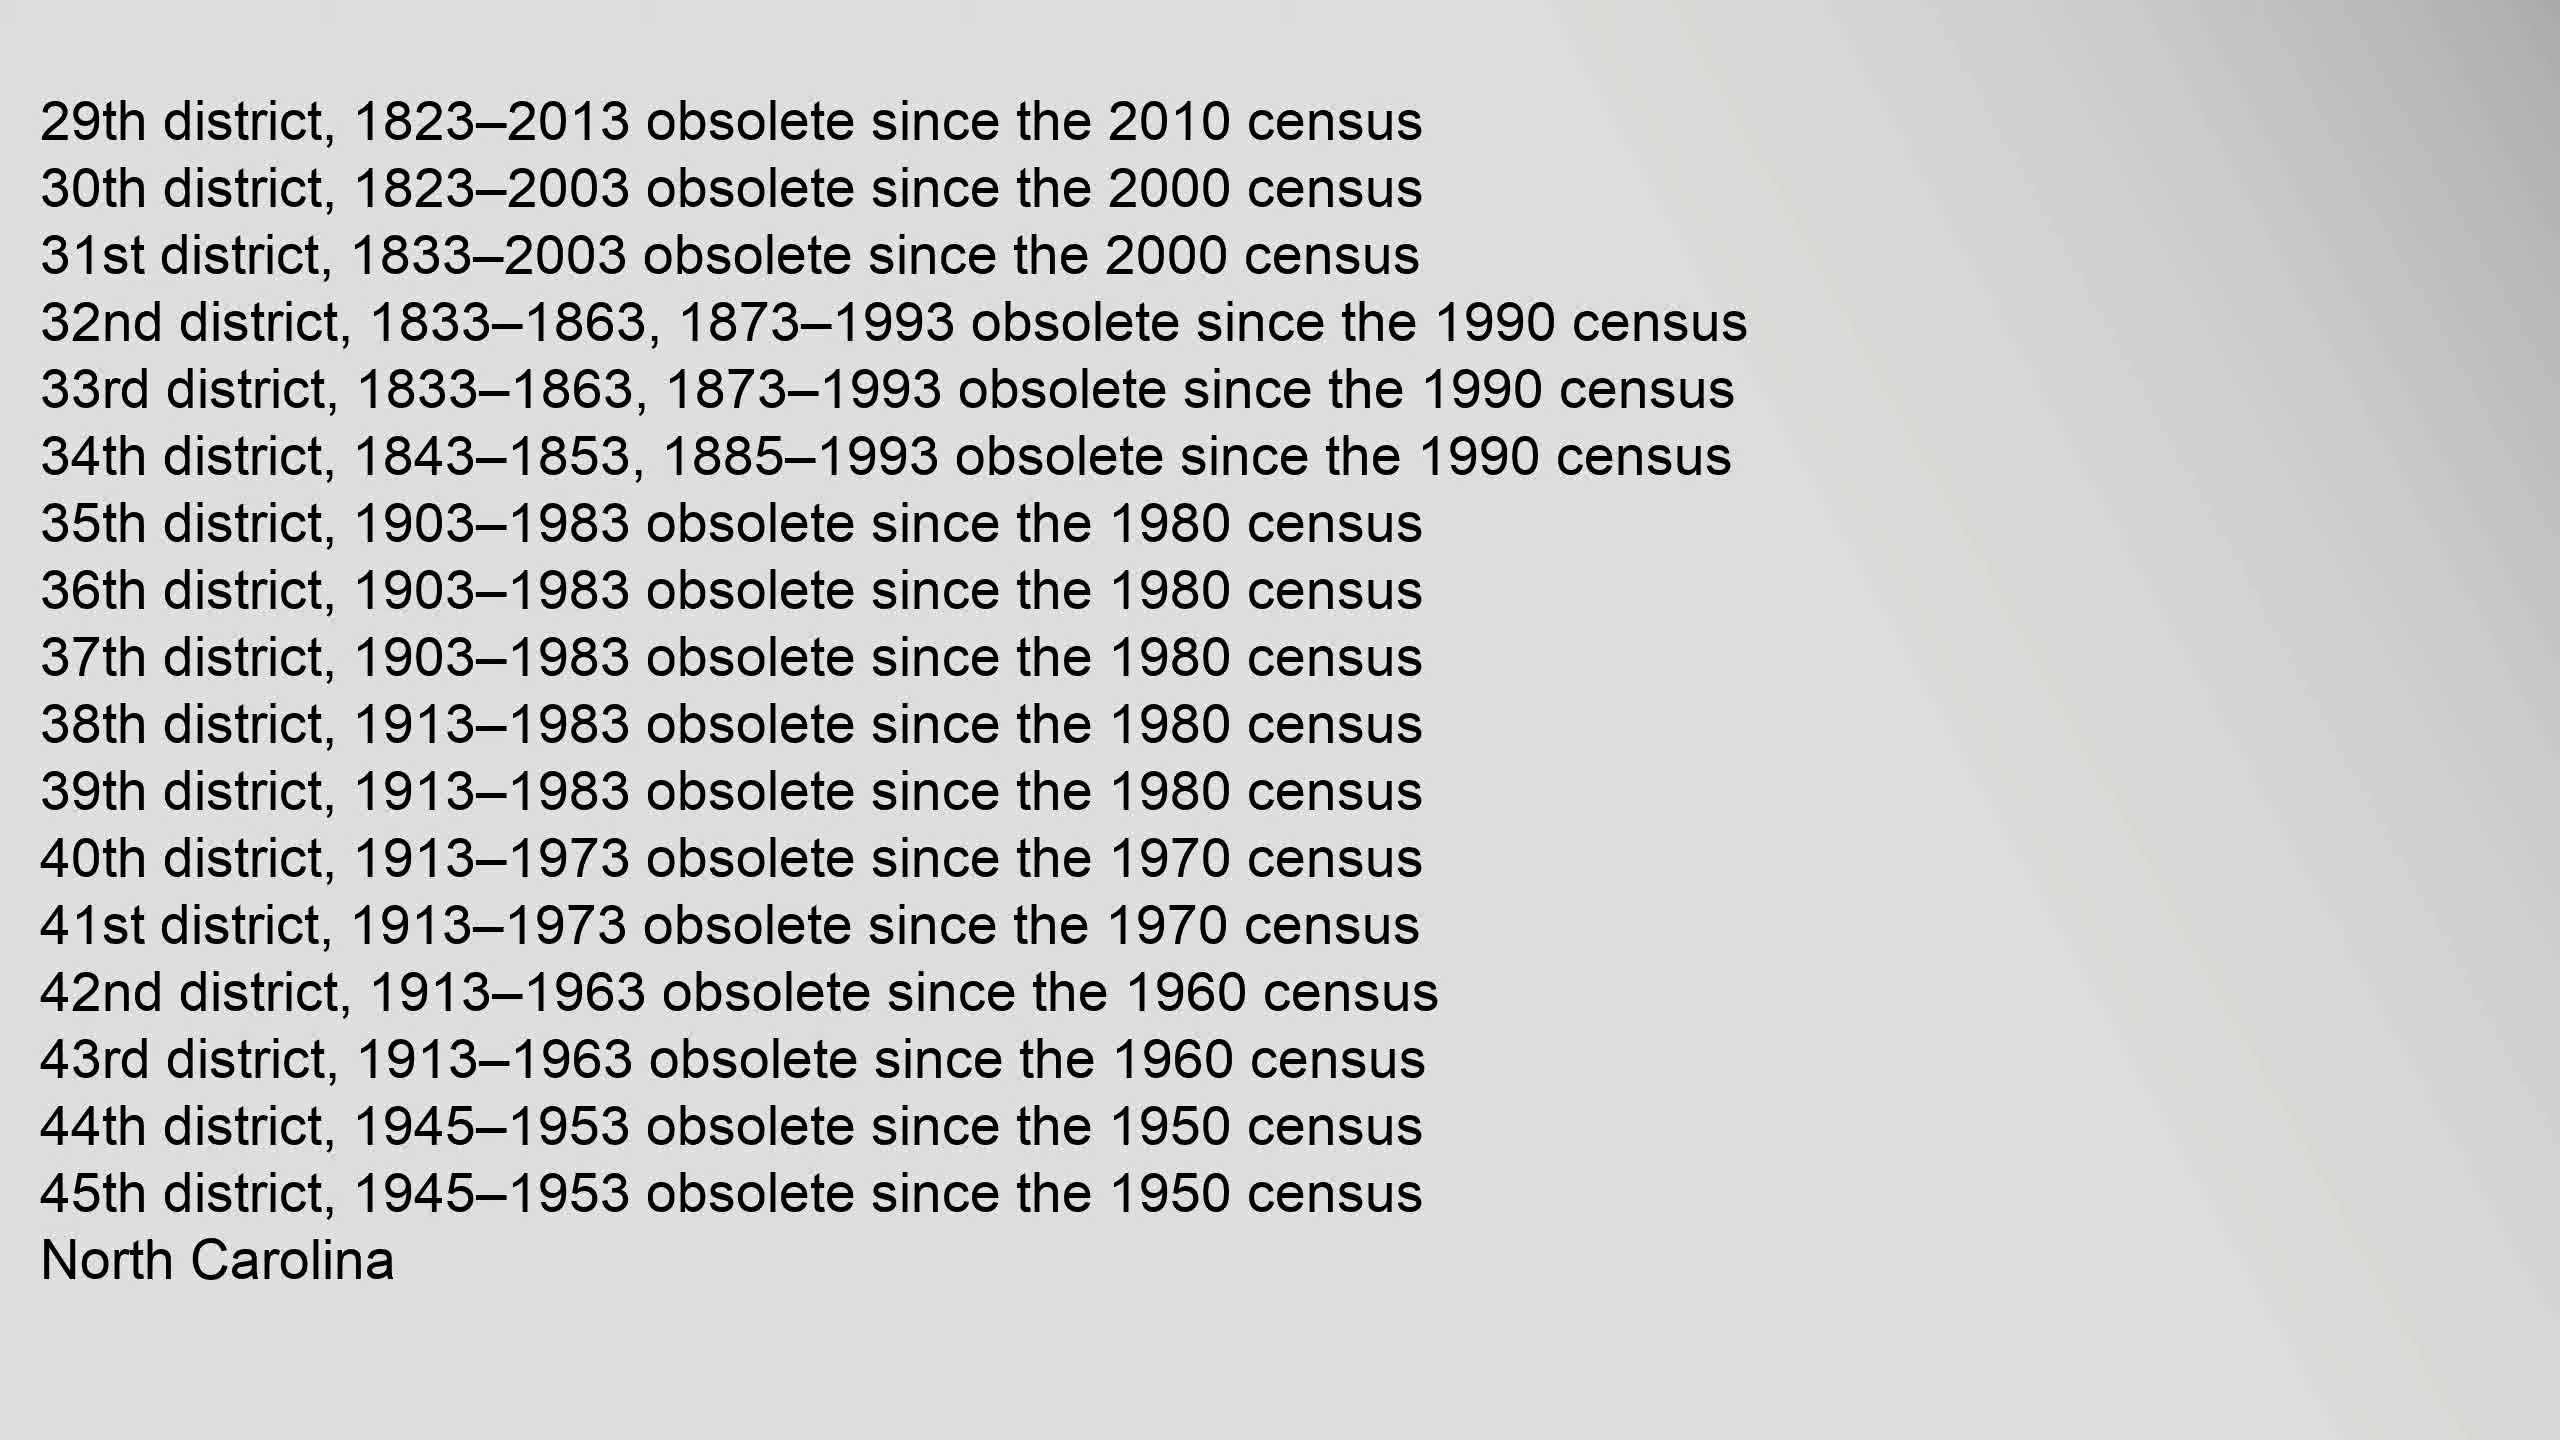 29th district, 1823–2013 obsolete since the 2010 census
30th district, 1823–2003 obsolete since the 2000 census
31st district, 1833–2003 obsolete since the 2000 census
32nd district, 1833–1863, 1873–1993 obsolete since the 1990 census
33rd district, 1833–1863, 1873–1993 obsolete since the 1990 census
34th district, 1843–1853, 1885–1993 obsolete since the 1990 census
35th district, 1903–1983 obsolete since the 1980 census
36th district, 1903–1983 obsolete since the 1980 census
37th district, 1903–1983 obsolete since the 1980 census
38th district, 1913–1983 obsolete since the 1980 census
39th district, 1913–1983 obsolete since the 1980 census
40th district, 1913–1973 obsolete since the 1970 census
41st district, 1913–1973 obsolete since the 1970 census
42nd district, 1913–1963 obsolete since the 1960 census
43rd district, 1913–1963 obsolete since the 1960 census
44th district, 1945–1953 obsolete since the 1950 census
45th district, 1945–1953 obsolete since the 1950 census
North Carolina